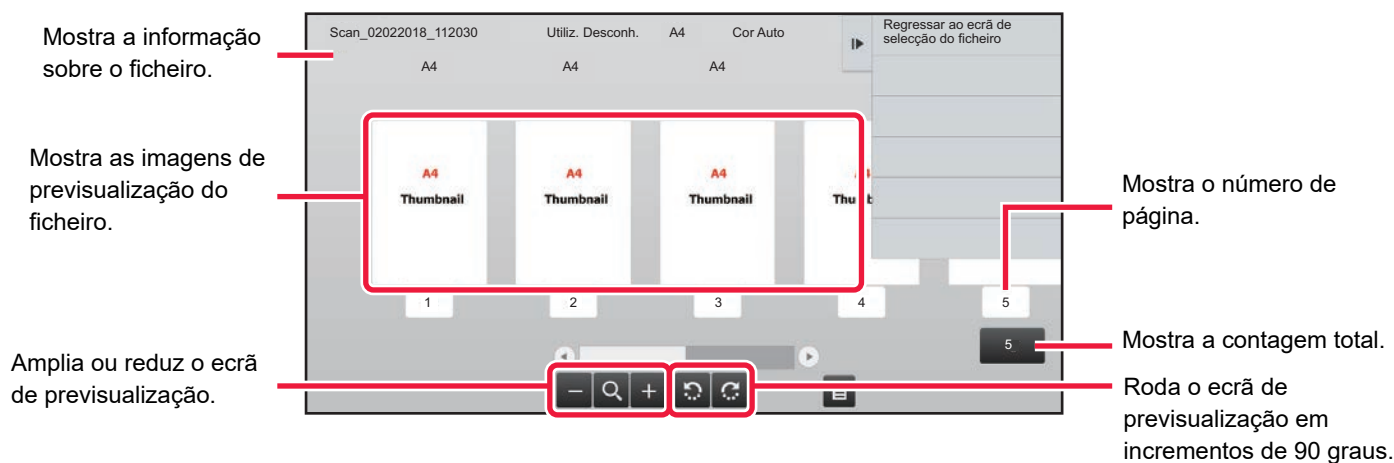 Mostra a informação
sobre o ficheiro.
Mostra as imagens de
previsualização do
ficheiro.
Amplia ou reduz o ecrã
de previsualização.
Scan_02022018_112030 Utiliz. Desconh. A4 Cor Auto
Regressar ao ecrã de
selecção do ficheiro
A4 A4 A4
A4 A4 A4
Thumbnail Thumbnail Thumbnail
1 2 3 4 5
5
Mostra o número de
página.
Mostra a contagem total.
Roda o ecrã de
previsualização em
incrementos de 90 graus.